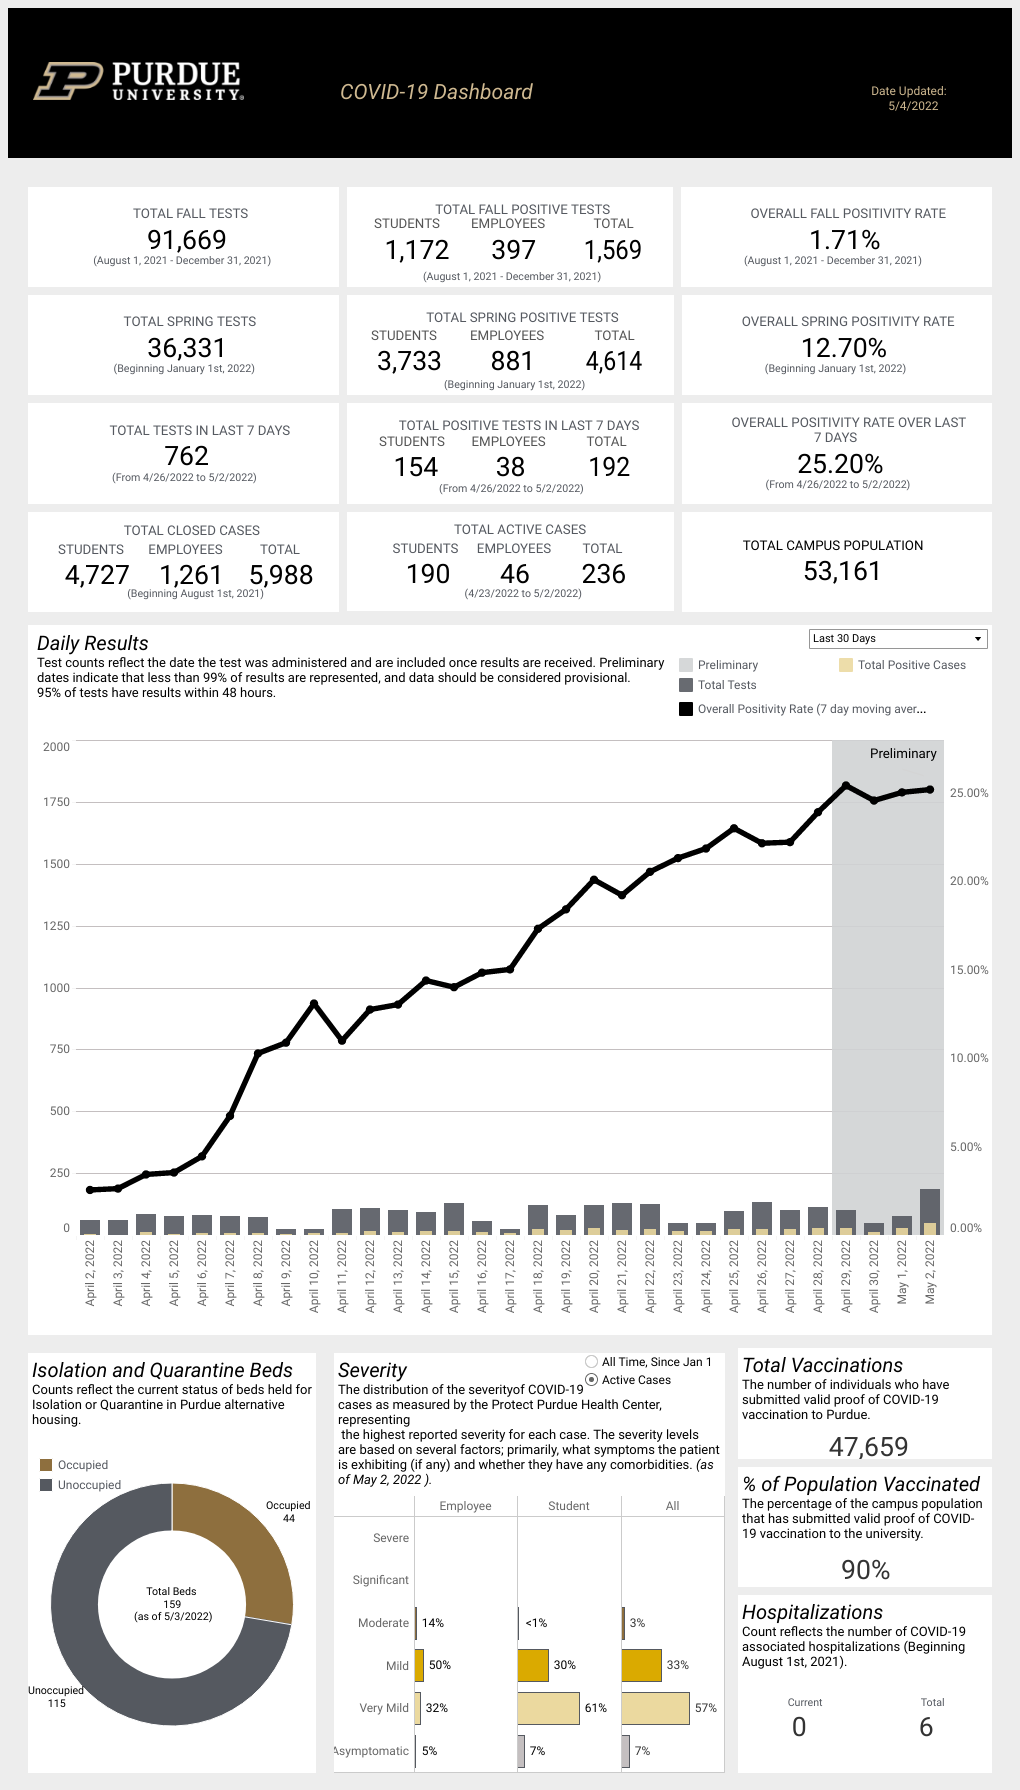 PURDUE
UNIVERSITY®
COVID-19 Dashboard
Date Updated:
5/4/2022
TOTAL FALL TESTS
91,669
(August 1, 2021 - December 31, 2021)
TOTAL FALL POSITIVE TESTS
STUDENTS EMPLOYEES TOTAL
1,172 397 1,569
(August 1, 2021 - December 31, 2021)
OVERALL FALL POSITIVITY RATE
1.71%
(August 1, 2021 - December 31, 2021)
TOTAL SPRING TESTS
36,331
(Beginning January 1st, 2022)
TOTAL SPRING POSITIVE TESTS
STUDENTS EMPLOYEES TOTAL
3,733 881 4,614
(Beginning January 1st, 2022)
OVERALL SPRING POSITIVITY RATE
12.70%
(Beginning January 1st, 2022)
TOTAL TESTS IN LAST 7 DAYS
762
(From 4/26/2022 to 5/2/2022)
TOTAL POSITIVE TESTS IN LAST 7 DAYS
STUDENTS EMPLOYEES TOTAL
154 38 192
(From 4/26/2022 to 5/2/2022)
OVERALL POSITIVITY RATE OVER LAST
7 DAYS
25.20%
(From 4/26/2022 to 5/2/2022)
TOTAL CLOSED CASES
STUDENTS EMPLOYEES TOTAL
4,727 1,261 5,988
(Beginning August 1st, 2021)
TOTAL ACTIVE CASES
STUDENTS EMPLOYEES TOTAL
190 46 236
(4/23/2022 to 5/2/2022)
TOTAL CAMPUS POPULATION
53,161
Daily Results
Test counts reflect the date the test was administered and are included once results are received. Preliminary
dates indicate that less than 99% of results are represented, and data should be considered provisional.
95% of tests have results within 48 hours.
Last 30 Days
Preliminary
Total Positive Cases
Total Tests
Overall Positivity Rate (7 day moving aver...
Preliminary
2000
1750
1500
1250
1000
750
500
250
0
25.00%
20.00%
15.00%
10.00%
5.00%
0.00%
April 2, 2022
April 3, 2022
April 4, 2022
April 5, 2022
April 6, 2022
April 7, 2022
April 8, 2022
April 9, 2022
April 10, 2022
April 11, 2022
April 12, 2022
April 13, 2022
April 14, 2022
April 15, 2022
April 16, 2022
April 17, 2022
April 18, 2022
April 19, 2022
April 20, 2022
April 21, 2022
April 22, 2022
April 23, 2022
April 24, 2022
April 25, 2022
April 26, 2022
April 27, 2022
April 28, 2022
April 29, 2022
April 30, 2022
May 1, 2022
May 2, 2022
Isolation and Quarantine Beds
Counts reflect the current status of beds held for
Isolation or Quarantine in Purdue alternative
housing.
Occupied
Unoccupied
Occupied
44
Total Beds
159
(as of 5/3/2022)
Unoccupied
115
Severity
All Time, Since Jan 1
Active Cases
The distribution of the severityof COVID-19
cases as measured by the Protect Purdue Health Center,
representing
the highest reported severity for each case. The severity levels
are based on several factors; primarily, what symptoms the patient
is exhibiting (if any) and whether they have any comorbidities. (as
of May 2, 2022 ).
Employee Student All
Severe
Significant
Moderate 14% <1% 3%
Mild 50% 30% 33%
Very Mild 32% 61% 57%
Asymptomatic 5% 7% 7%
Total Vaccinations
The number of individuals who have
submitted valid proof of COVID-19
vaccination to Purdue.
47,659
% of Population Vaccinated
The percentage of the campus population
that has submitted valid proof of COVID-
19 vaccination to the university.
90%
Hospitalizations
Count reflects the number of COVID-19
associated hospitalizations (Beginning
August 1st, 2021).
Current Total
0 6